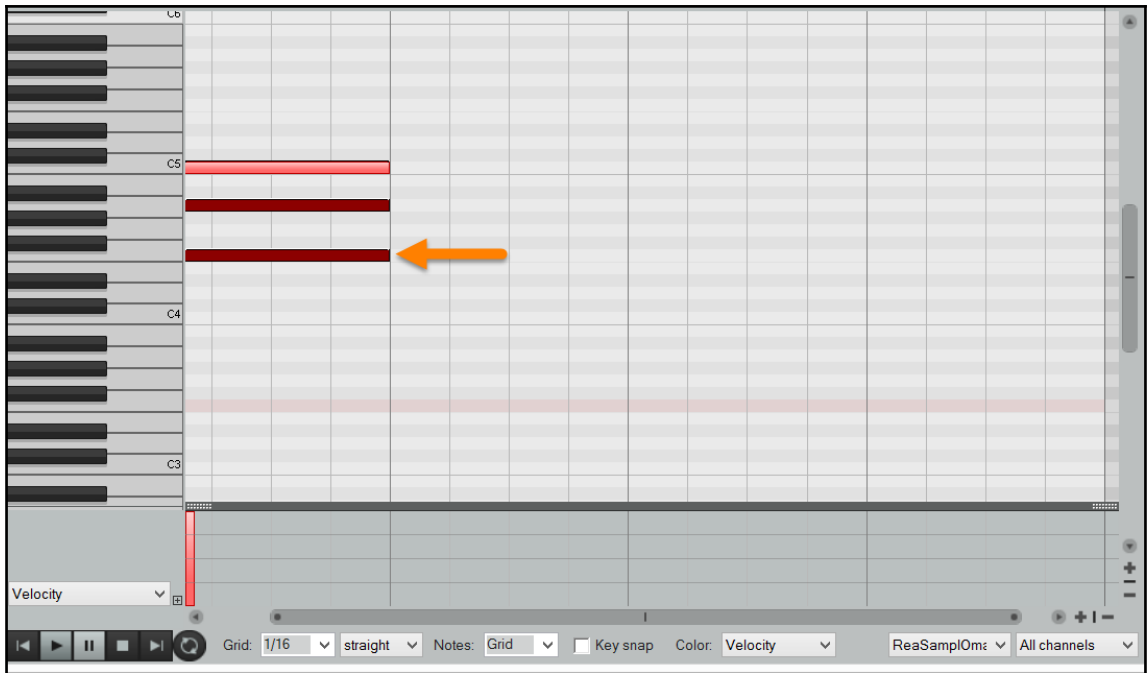 C6
C5
C4
C3
Velocity
Grid: 1/16 straight Notes: Grid Key snap Color: Velocity ReaSamplOma All channels